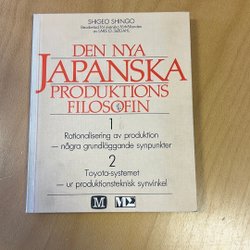 SHIGEO SHINGO
DEN NYA
JAPANSKA
PRODUKTIONS
FILOSOFIN
1
Rationalisering av produktion
— några grundläggande synpunkter
2
Toyota-systemet
— ur produktionsteknisk synvinkel
M